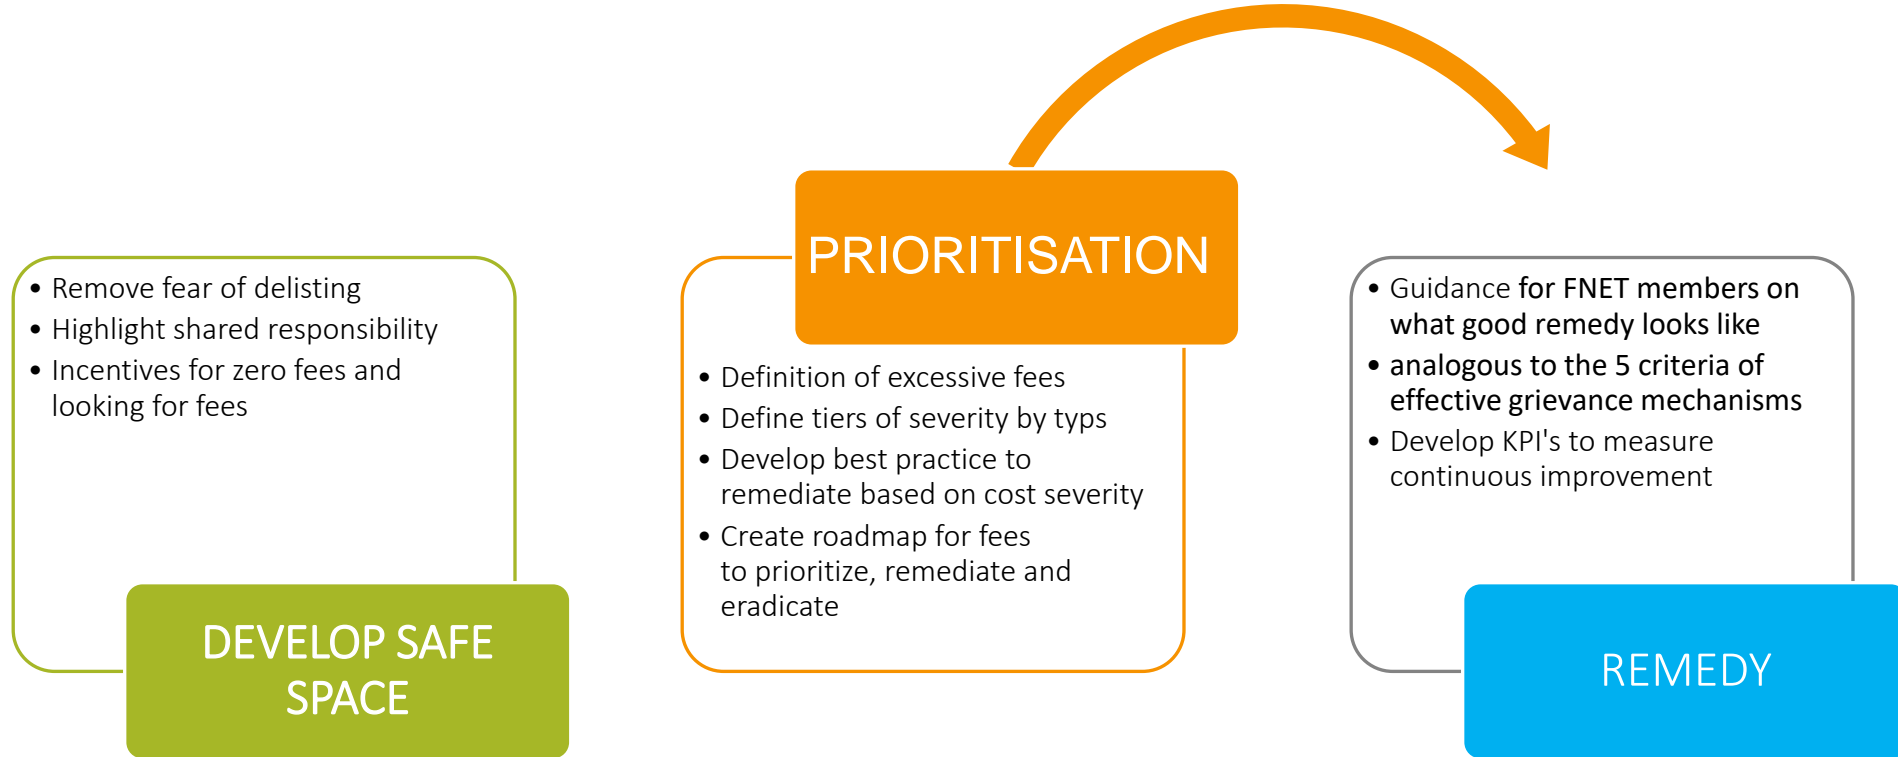 • Remove fear of delisting
• Highlight shared responsibility
• Incentives for zero fees and
looking for fees
DEVELOP SAFE
SPACE
PRIORITISATION
• Definition of excessive fees
• Define tiers of severity by typs
• Develop best practice to
remediate based on cost severity
• Create roadmap for fees
to prioritize, remediate and
eradicate
• Guidance for FNET members on
what good remedy looks like
• analogous to the 5 criteria of
effective grievance mechanisms
• Develop KPI's to measure
continuous improvement
REMEDY